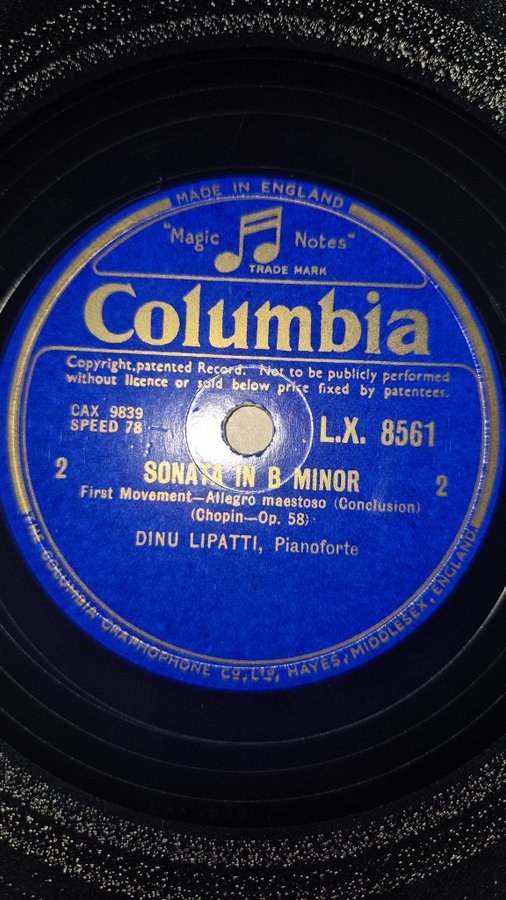 MADE IN ENGLAND
"Magic Notes"
TRADE MARK
Columbia
Copyright, patented Record. Not to be publicly performed
without licence or sold below price fixed by patentees.
CAX 9839
SPEED 78
L.X. 8561
2 SONATA IN B MINOR 2
First Movement—Allegro maestoso (Conclusion)
(Chopin—Op. 58)
DINU LIPATTI, Pianoforte
THE COLUMBIA GRAPHOPHONE CO., LTD., HAYES, MIDDLESEX, ENGLAND.